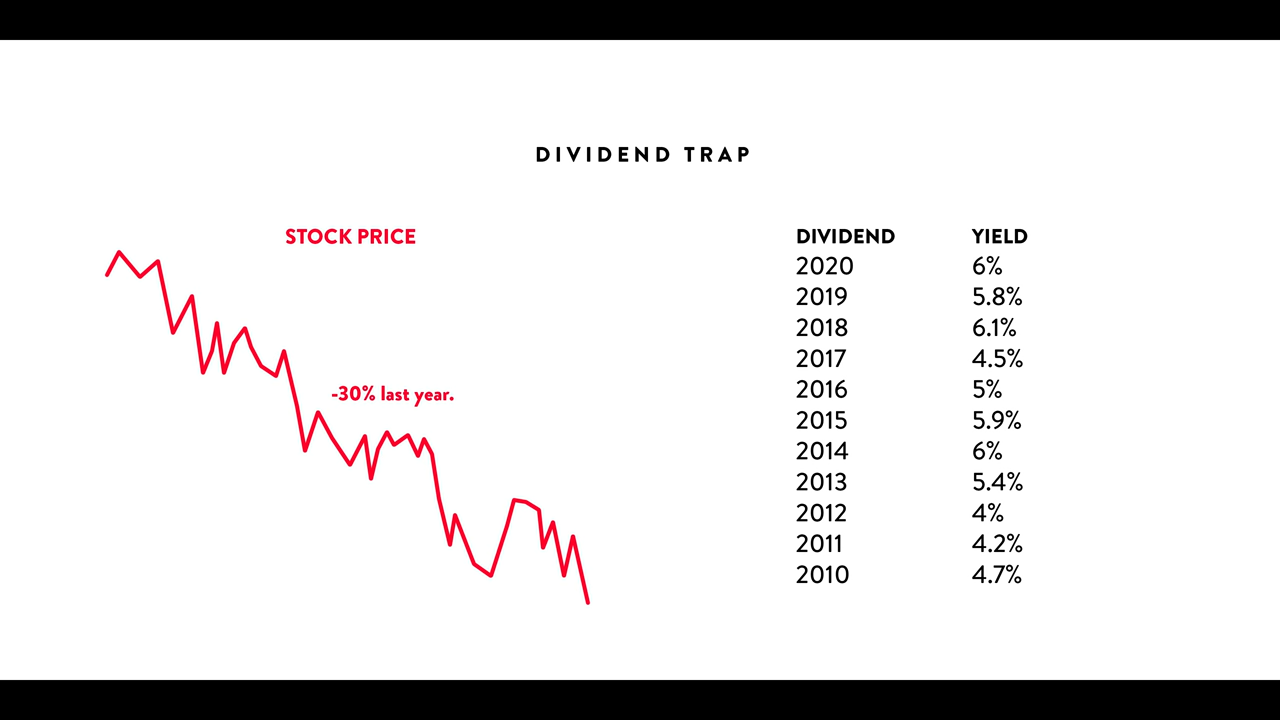 DIVIDEND TRAP
STOCK PRICE
-30% last year.
DIVIDEND YIELD
2020 6%
2019 5.8%
2018 6.1%
2017 4.5%
2016 5%
2015 5.9%
2014 6%
2013 5.4%
2012 4%
2011 4.2%
2010 4.7%